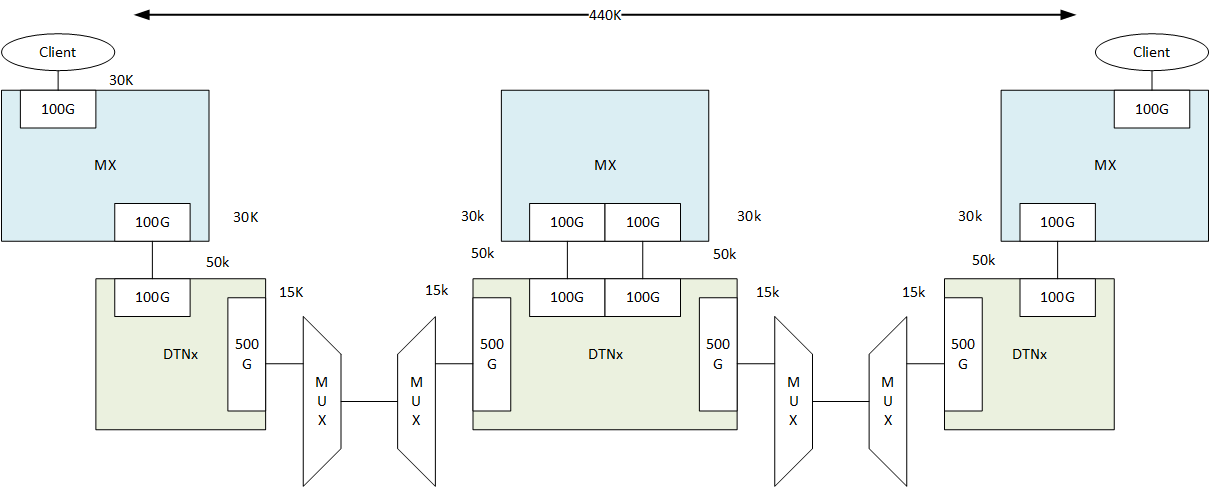 440K
Client
Client
30K
100G
100G
MX
MX
MX
100G
30K
30k
100G
100G
30k
30k
100G
50k
50k
50k
50k
100G
15K
15k
100G
100G
15k
15k
100G
DTNx
500
G
500
G
DTNx
500
G
500
G
DTNx
M
U
X
M
U
X
M
U
X
M
U
X